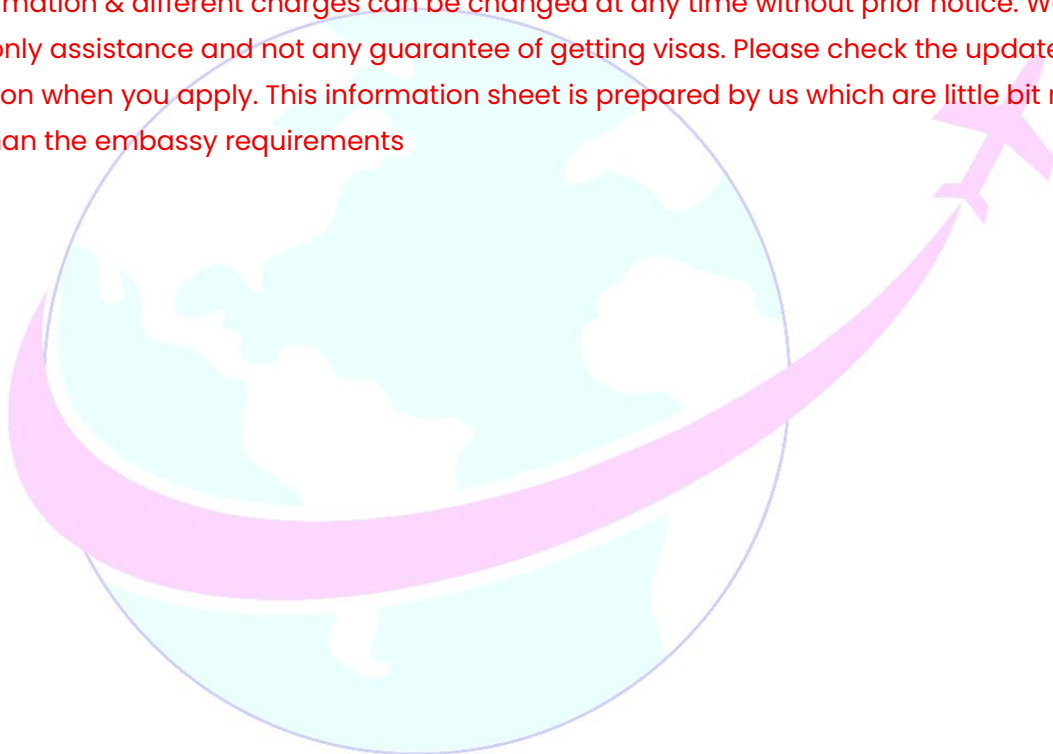 mation & different charges can be changed at any time without prior notice. W
only assistance and not any guarantee of getting visas. Please check the update
on when you apply. This information sheet is prepared by us which are little bit
an the embassy requirements